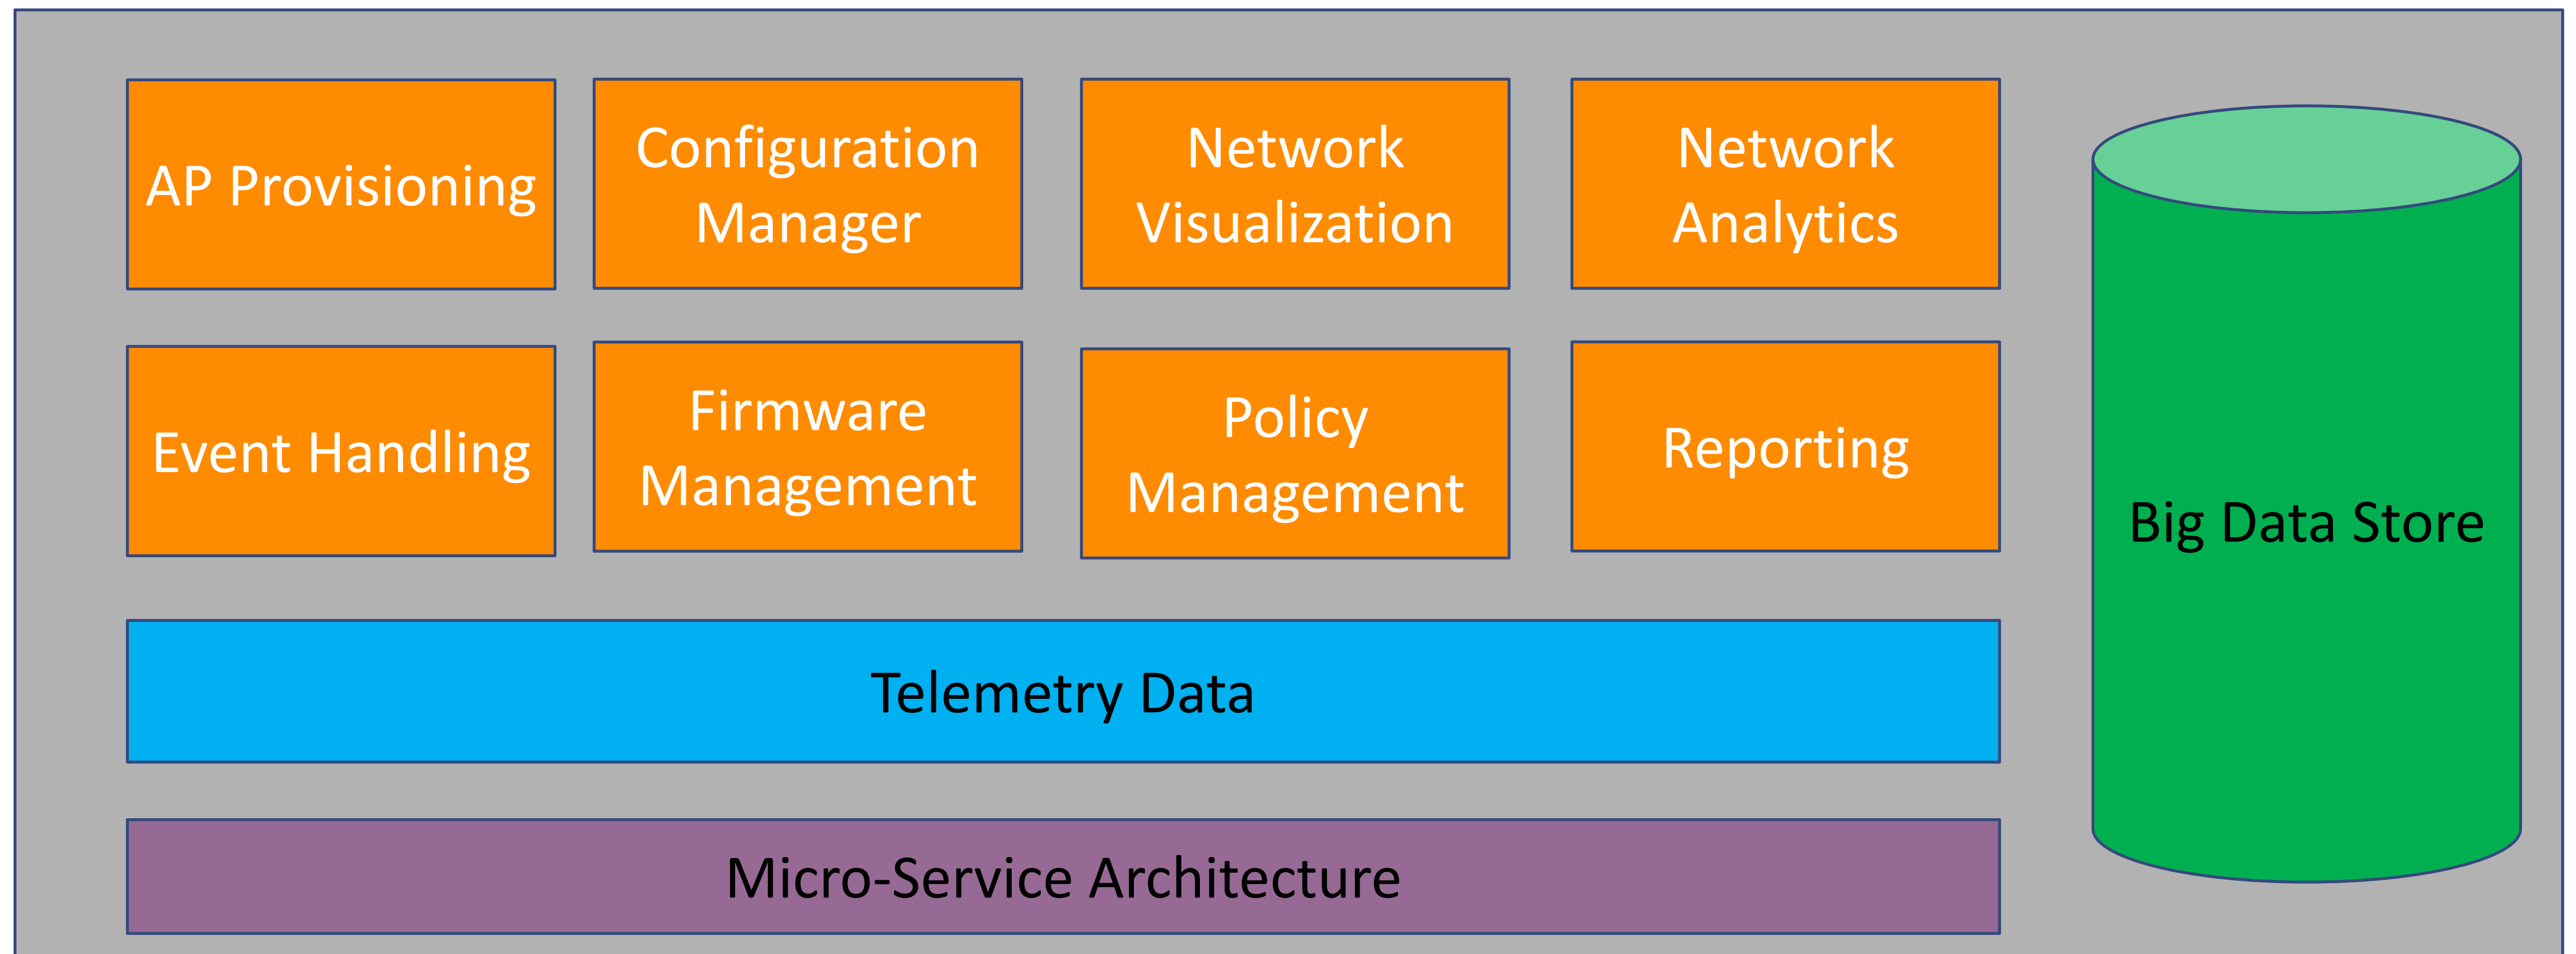 AP Provisioning
Configuration
Manager
Network
Visualization
Network
Analytics
Event Handling
Firmware
Management
Policy
Management
Reporting
Big Data Store
Telemetry Data
Micro-Service Architecture